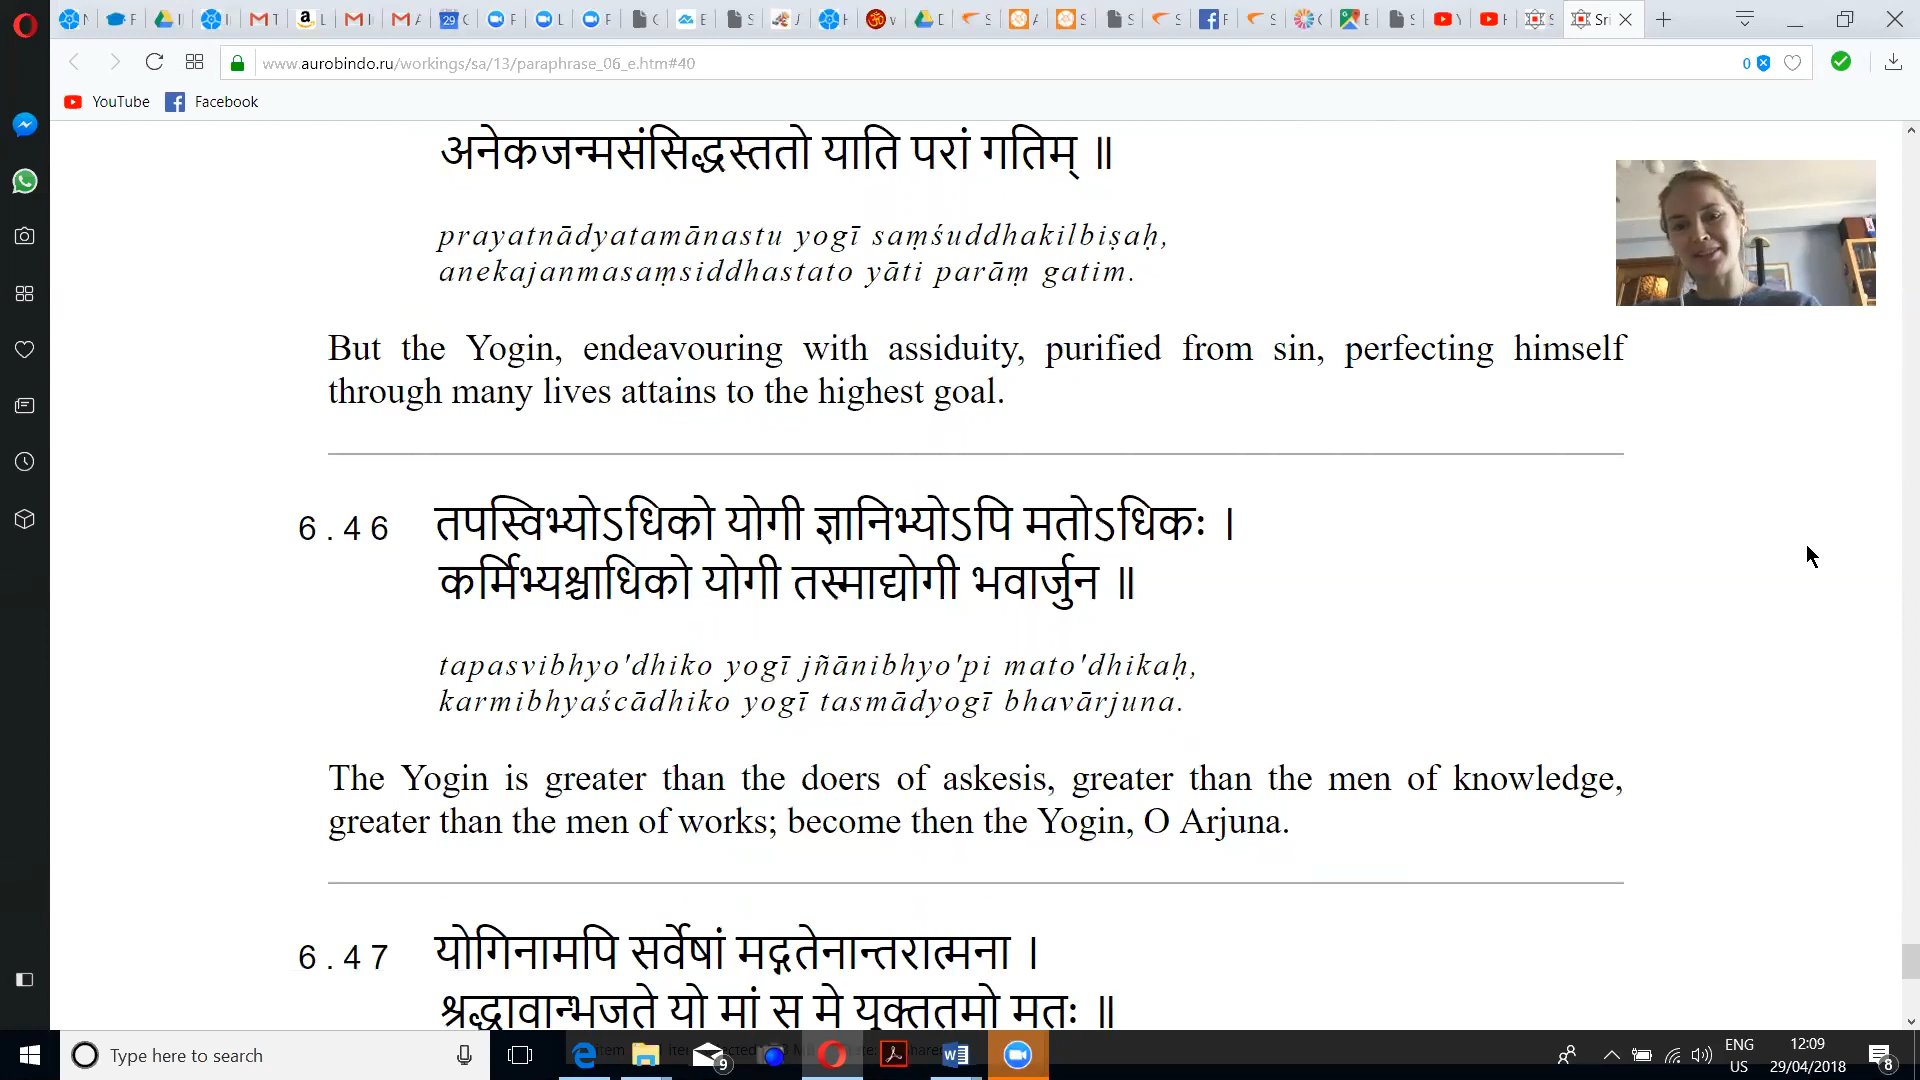 www.aurobindo.ru/workings/sa/13/paraphrase_06_e.htm#40
0
YouTube
Facebook
अनेकजन्मसंसिद्धस्ततो याति परां गतिम् ॥
prayatnādyatamānastu yogī saṃśuddhakilbiṣaḥ,
anekajanmasaṃsiddhastato yāti parāṃ gatim.
But the Yogin, endeavouring with assiduity, purified from sin, perfecting himself
through many lives attains to the highest goal.
6.46 तपस्विभ्योऽधिको योगी ज्ञानिभ्योऽपि मतोऽधिकः ।
कर्मिभ्यश्चाधिको योगी तस्माद्योगी भवार्जुन ॥
tapasvibhyo'dhiko yogī jñānibhyo'pi mato'dhikaḥ,
karmibhyaścādhiko yogī tasmādyogī bhavārjuna.
The Yogin is greater than the doers of askesis, greater than the men of knowledge,
greater than the men of works; become then the Yogin, O Arjuna.
6.47 योगिनामपि सर्वेषां मद्गतेनान्तरात्मना ।
श्रद्धावान्भजते यो मां स मे युक्ततमो मतः ॥
Type here to search
9
ENG
US
12:09
29/04/2018
8